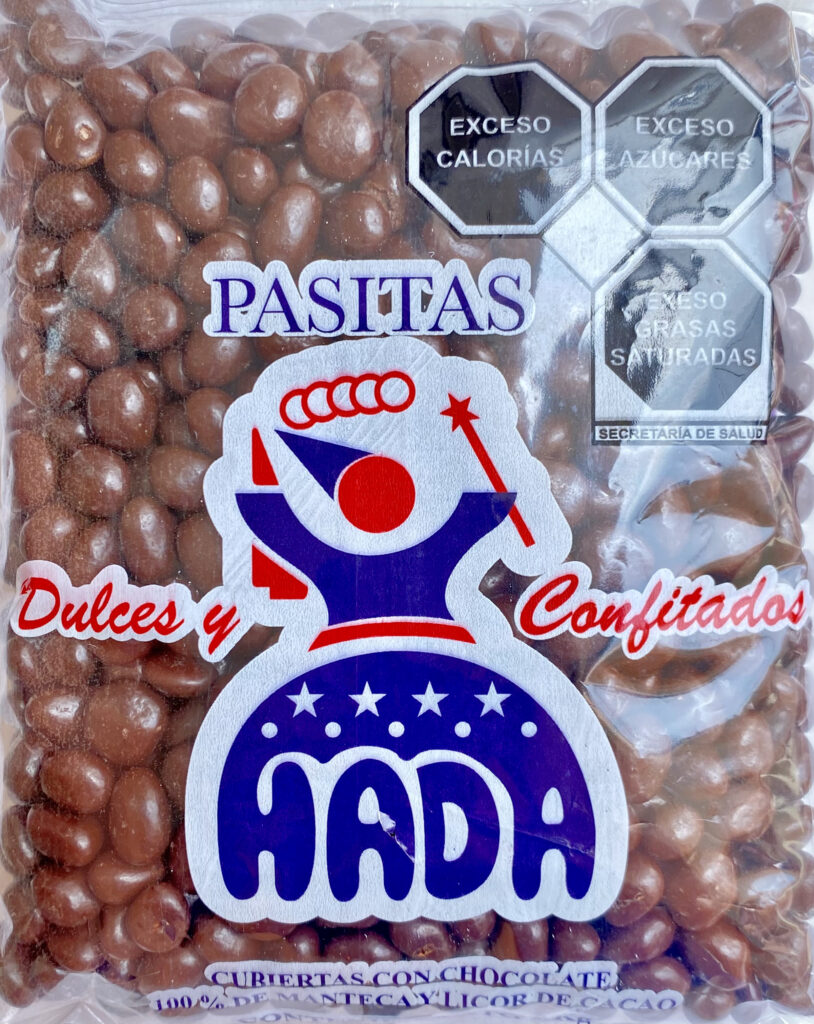 EXCESO
CALORÍAS
EXCESO
AZÚCARES
EXESO
GRASAS
SATURADAS
SECRETARÍA DE SALUD
PASITAS
Dulces y Confitados
HADA
CUBIERTAS CON CHOCOLATE
100 % DE MANTECA Y LICOR DE CACAO